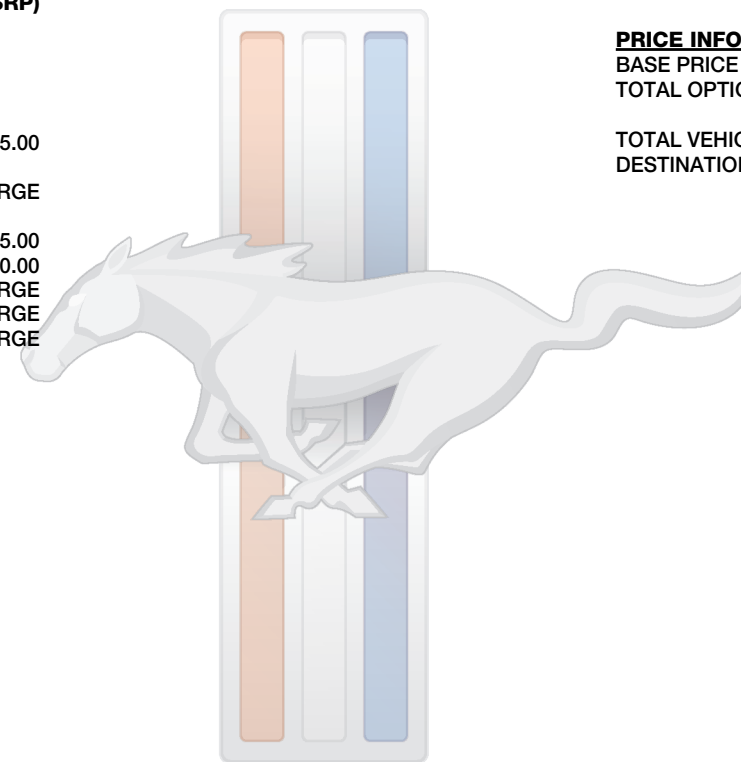 SRP)
5.00
RGE
5.00
0.00
RGE
RGE
RGE
PRICE INFO
BASE PRICE
TOTAL OPTIO
TOTAL VEHIC
DESTINATION